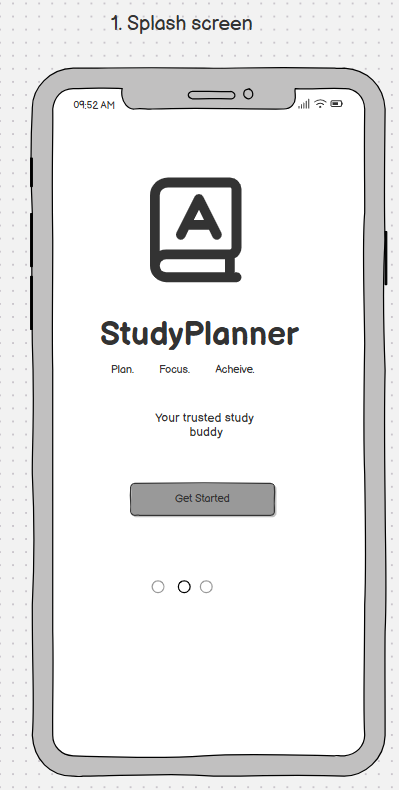 1. Splash screen
09:52 AM
A
StudyPlanner
Plan. Focus. Acheive.
Your trusted study
buddy
Get Started